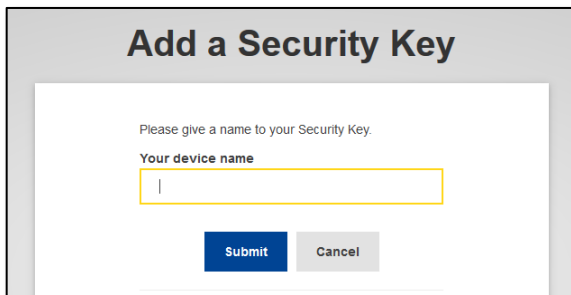 Add a Security Key
Please give a name to your Security Key.
Your device name
Submit Cancel